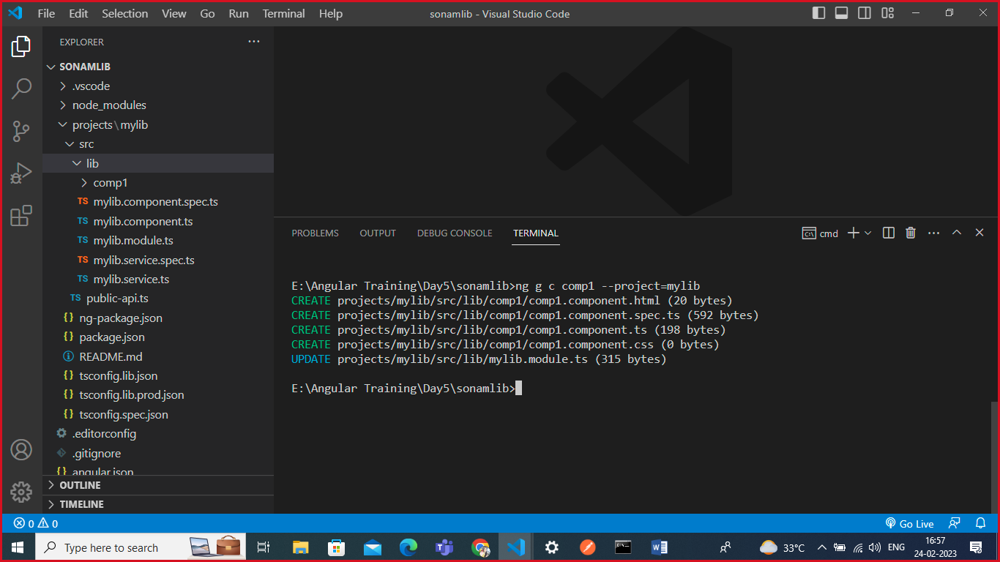 File Edit Selection View Go Run Terminal Help
sonamlib - Visual Studio Code
EXPLORER
SONAMLIB
.vscode
node_modules
projects\mylib
src
lib
comp1
TS mylib.component.spec.ts
TS mylib.component.ts
TS mylib.module.ts
TS mylib.service.spec.ts
TS mylib.service.ts
TS public-api.ts
{} ng-package.json
{} package.json
README.md
{} tsconfig.lib.json
{} tsconfig.lib.prod.json
{} tsconfig.spec.json
.editorconfig
.gitignore
{} angular.json
OUTLINE
TIMELINE
PROBLEMS OUTPUT DEBUG CONSOLE TERMINAL
cmd
E:\Angular Training\Day5\sonamlib>ng g c comp1 --project=mylib
CREATE projects/mylib/src/lib/comp1/comp1.component.html (20 bytes)
CREATE projects/mylib/src/lib/comp1/comp1.component.spec.ts (592 bytes)
CREATE projects/mylib/src/lib/comp1/comp1.component.ts (198 bytes)
CREATE projects/mylib/src/lib/comp1/comp1.component.css (0 bytes)
UPDATE projects/mylib/src/lib/mylib.module.ts (315 bytes)
E:\Angular Training\Day5\sonamlib>
0 0
Go Live
Type here to search
33°C
ENG
16:57
24-02-2023